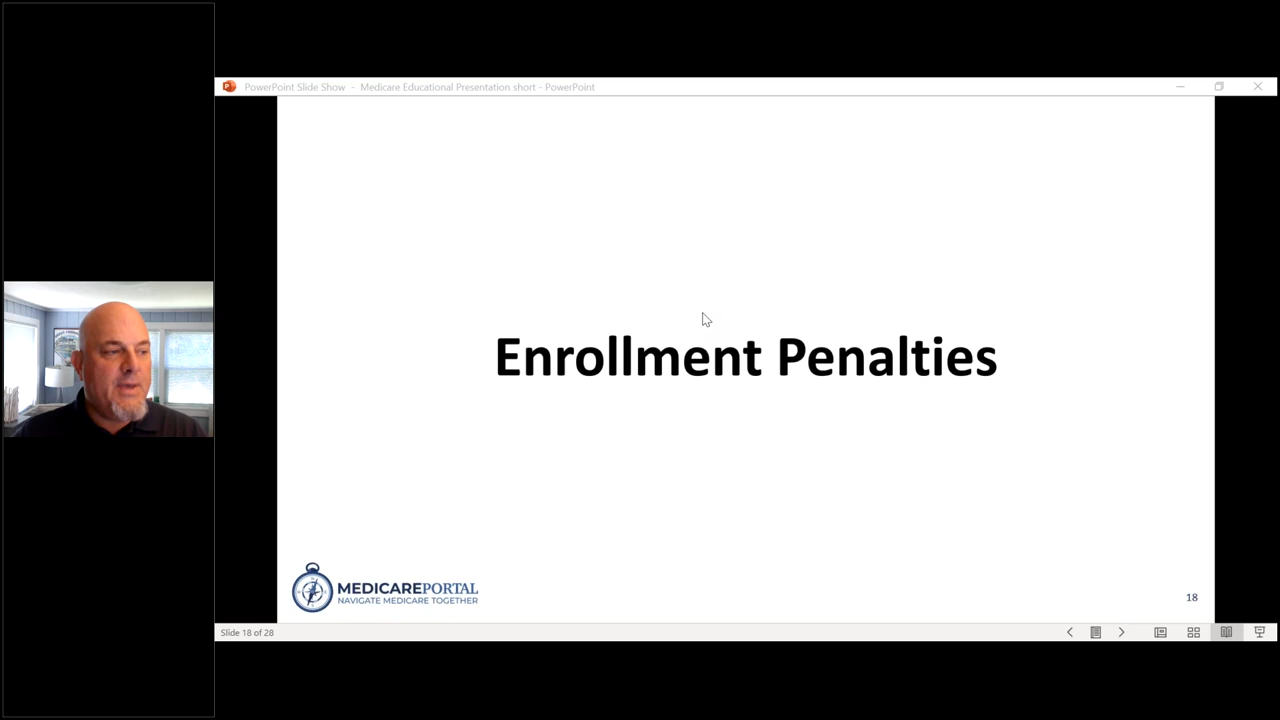 PowerPoint Slide Show - Medicare Educational Presentation short - PowerPoint
Enrollment Penalties
MEDICAREPORTAL
NAVIGATE MEDICARE TOGETHER
18
Slide 18 of 28